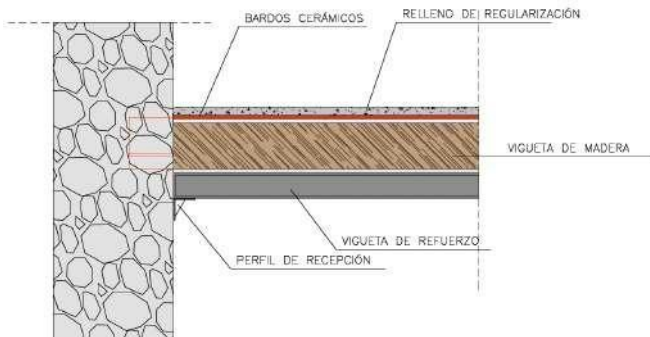 BARDOS CERÁMICOS
RELLENO DE REGULARIZACIÓN
VIGUETA DE MADERA
VIGUETA DE REFUERZO
PERFIL DE RECEPCIÓN